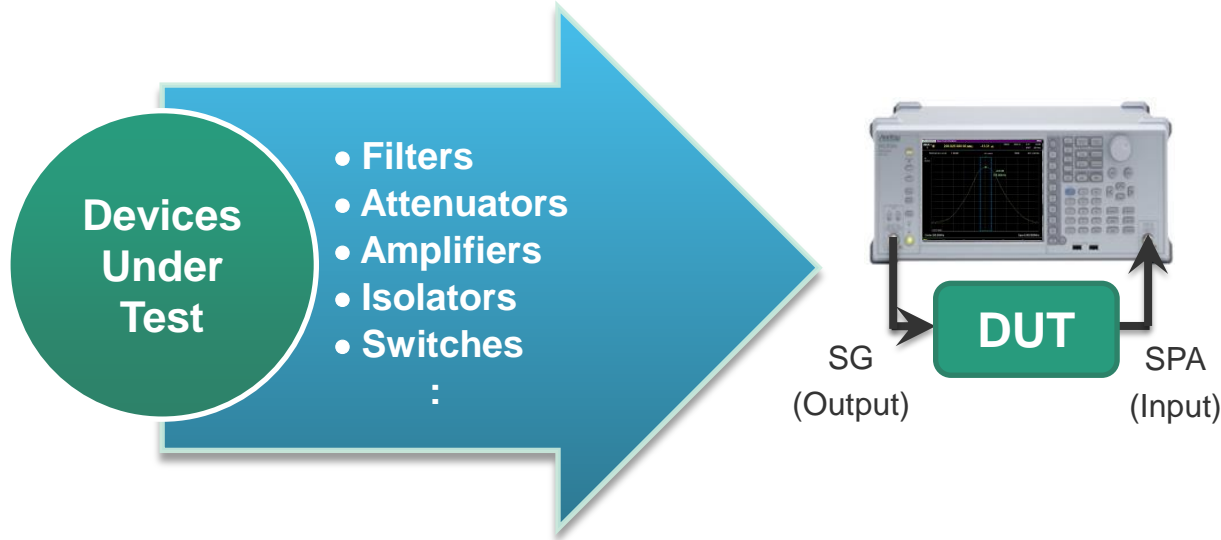 Devices
Under
Test
• Filters
• Attenuators
• Amplifiers
• Isolators
• Switches
:
DUT
SG
(Output)
SPA
(Input)